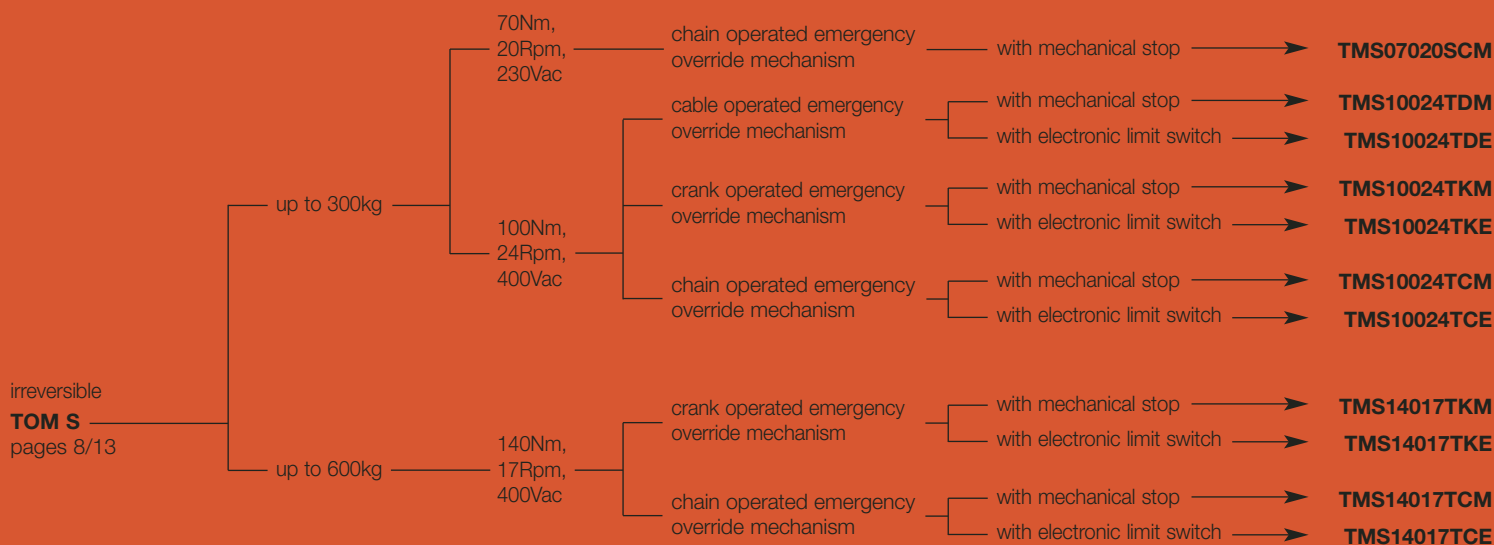 irreversible
TOM S
pages 8/13
up to 300kg
70Nm,
20Rpm,
230Vac
chain operated emergency
override mechanism
with mechanical stop
TMS07020SCM
100Nm,
24Rpm,
400Vac
cable operated emergency
override mechanism
with mechanical stop
TMS10024TDM
with electronic limit switch
TMS10024TDE
crank operated emergency
override mechanism
with mechanical stop
TMS10024TKM
with electronic limit switch
TMS10024TKE
chain operated emergency
override mechanism
with mechanical stop
TMS10024TCM
with electronic limit switch
TMS10024TCE
up to 600kg
140Nm,
17Rpm,
400Vac
crank operated emergency
override mechanism
with mechanical stop
TMS14017TKM
with electronic limit switch
TMS14017TKE
chain operated emergency
override mechanism
with mechanical stop
TMS14017TCM
with electronic limit switch
TMS14017TCE